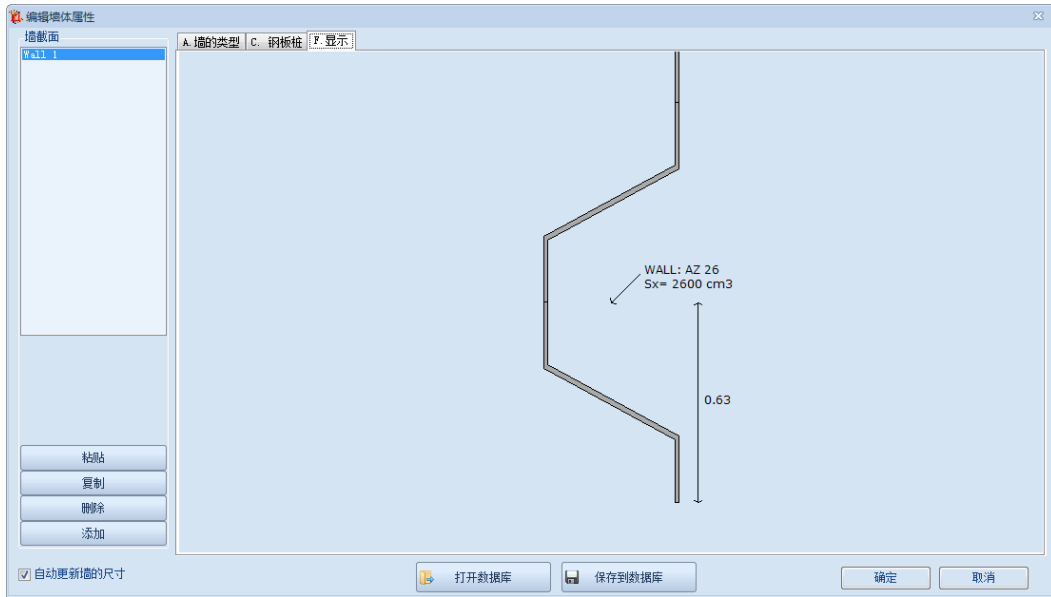 编辑墙体属性
墙截面
Wall 1
A.墙的类型
C. 钢板桩
F.显示
WALL: AZ 26
Sx= 2600 cm3
0.63
粘贴
复制
删除
添加
自动更新墙的尺寸
打开数据库
保存到数据库
确定
取消